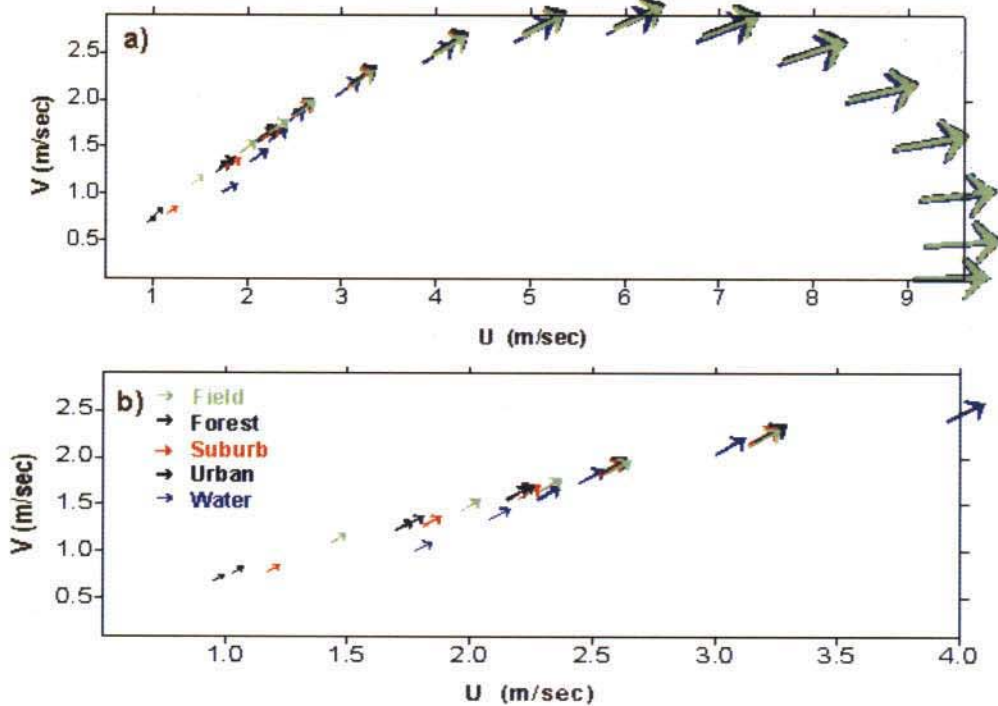 a)
2.5
2.0
1.5
1.0
0.5
V (m/sec)
1 2 3 4 5 6 7 8 9
U (m/sec)
b)
Field
Forest
Suburb
Urban
Water
2.5
2.0
1.5
1.0
0.5
V (m/sec)
1.0 1.5 2.0 2.5 3.0 3.5 4.0
U (m/sec)